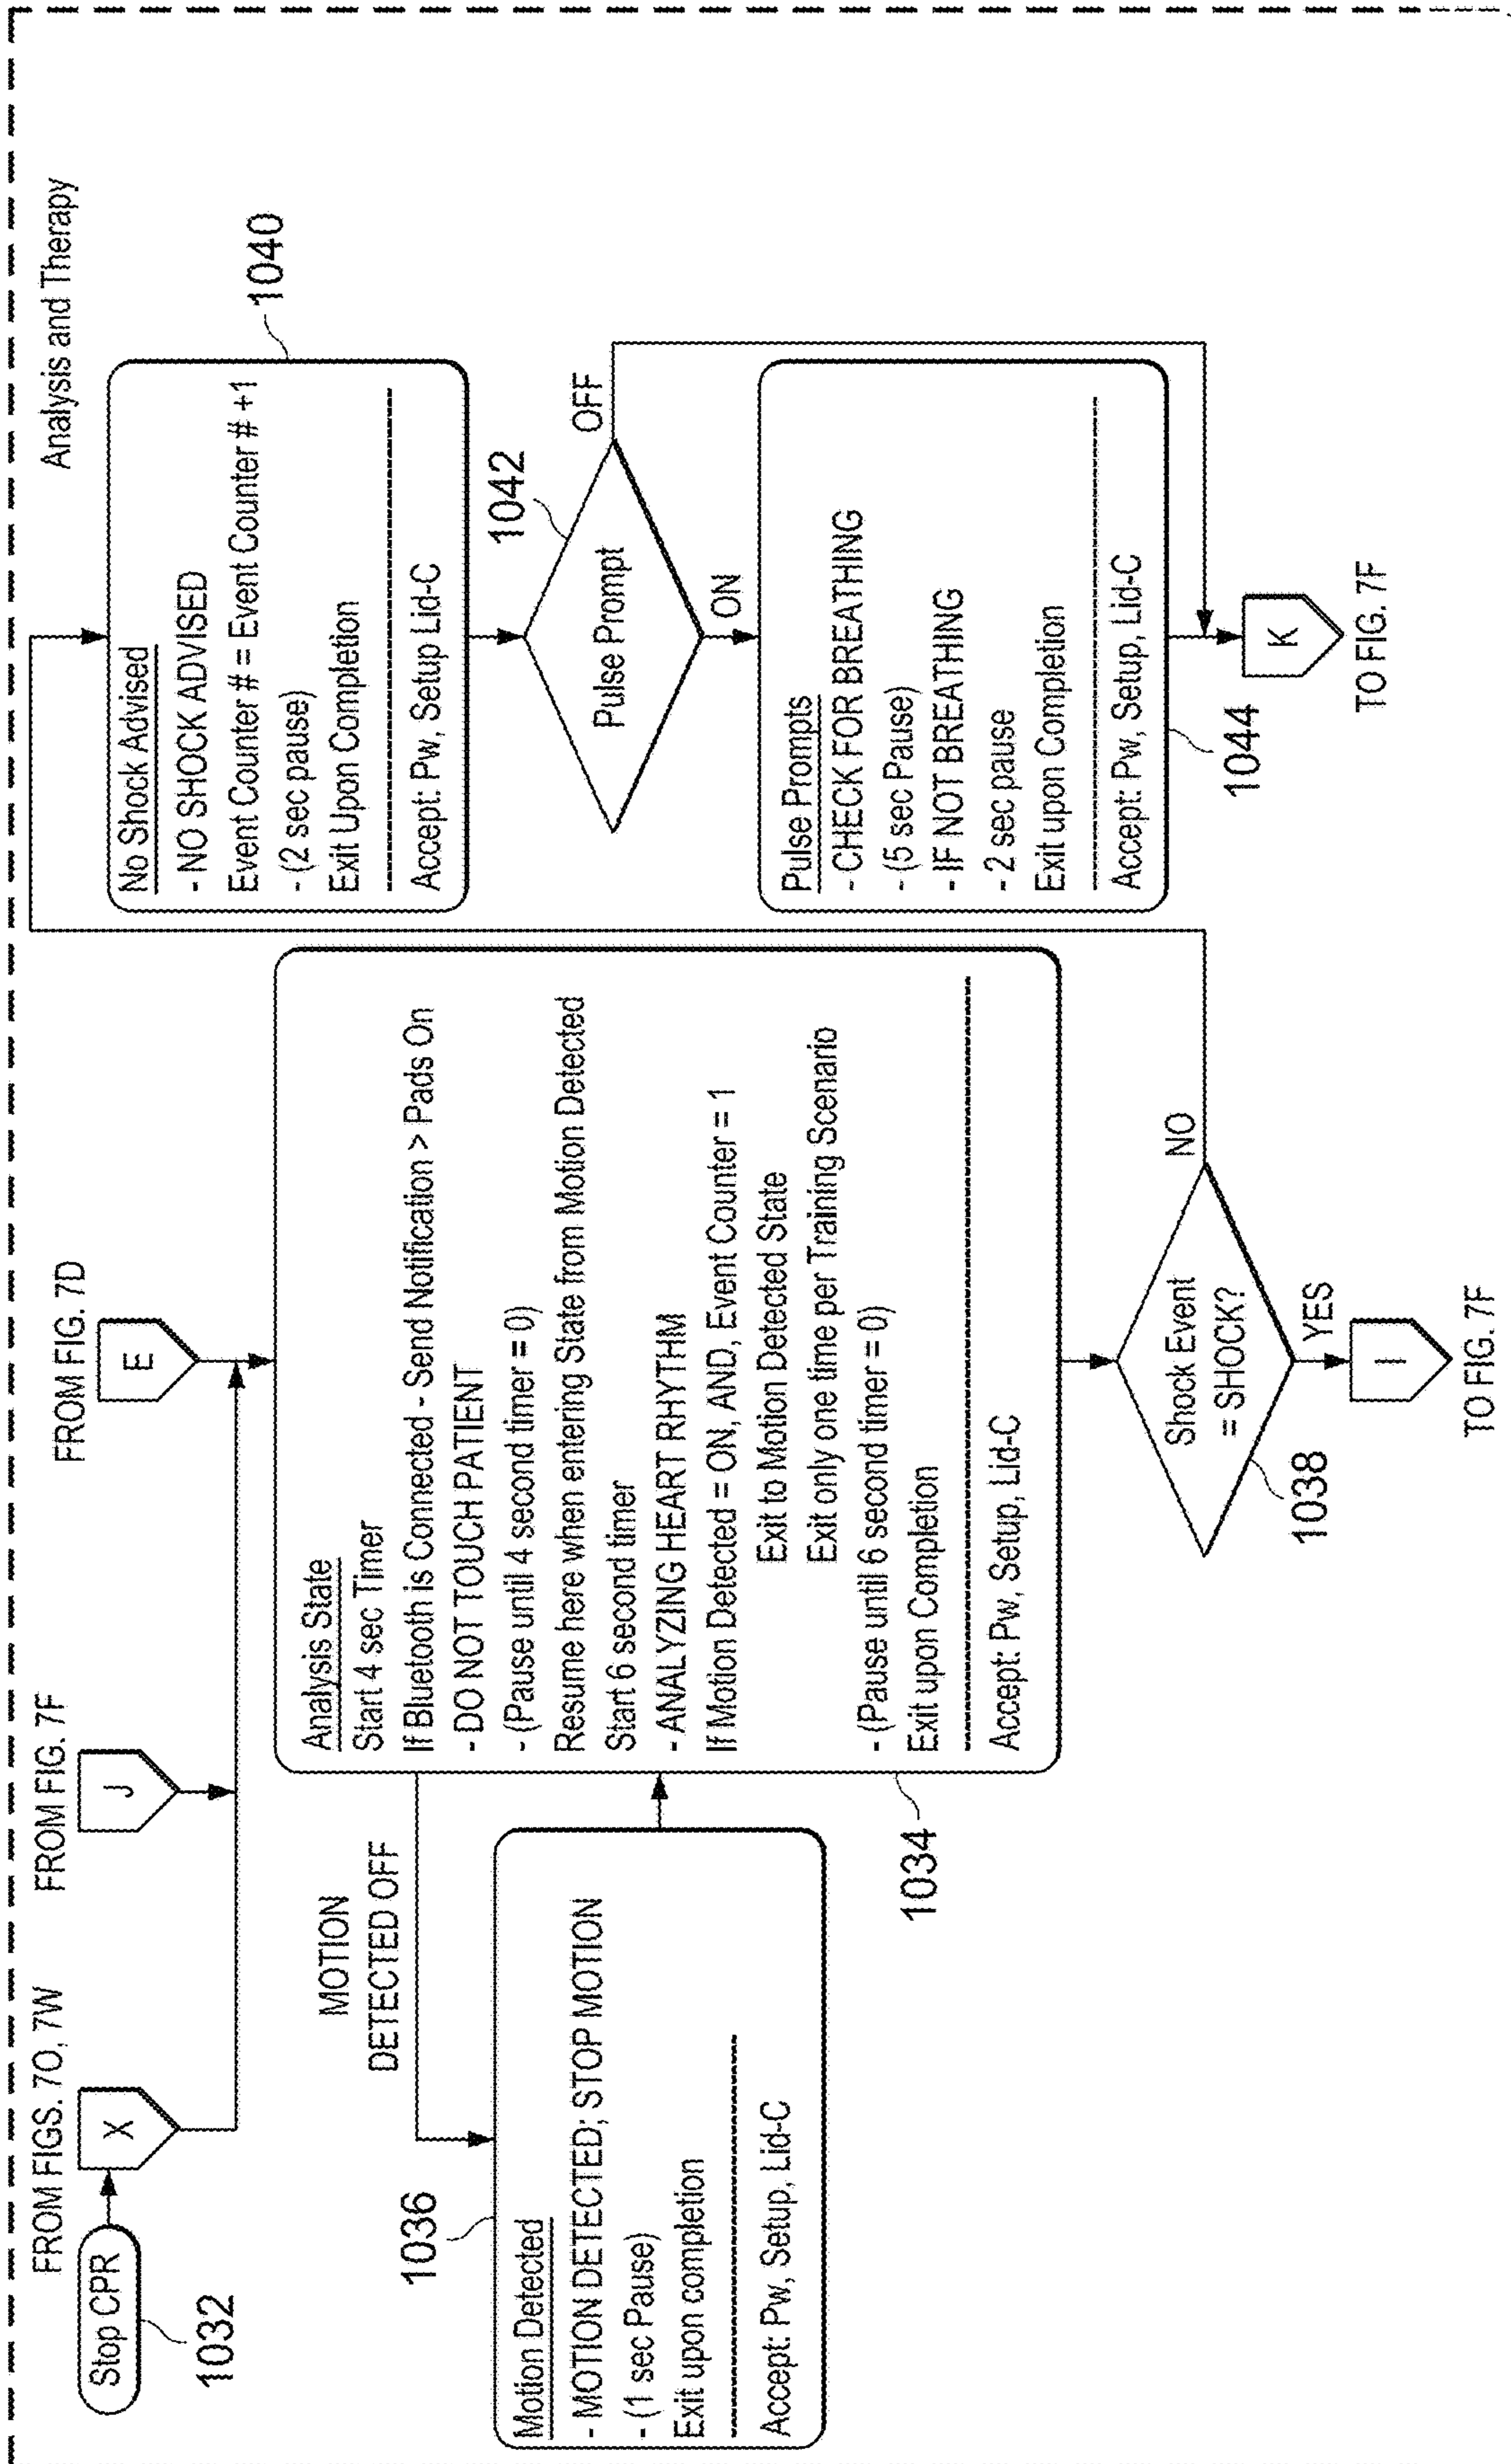 Analysis and Therapy
FROM FIGS. 7O, 7W
FROM FIG. 7F
FROM FIG. 7D
Stop CPR
X
J
E
1032
MOTION
DETECTED OFF
1036
Motion Detected
- MOTION DETECTED; STOP MOTION
- (1 sec Pause)
Exit upon completion
Accept: Pw, Setup, Lid-C
Analysis State
Start 4 sec Timer
If Bluetooth is Connected - Send Notification > Pads On
- DO NOT TOUCH PATIENT
- (Pause until 4 second timer = 0)
Resume here when entering State from Motion Detected
Start 6 second timer
- ANALYZING HEART RHYTHM
If Motion Detected = ON, AND, Event Counter = 1
Exit to Motion Detected State
Exit only one time per Training Scenario
- (Pause until 6 second timer = 0)
Exit upon Completion
Accept: Pw, Setup, Lid-C
1034
Shock Event
= SHOCK?
NO
YES
1038
I
TO FIG. 7F
No Shock Advised
- NO SHOCK ADVISED
Event Counter # = Event Counter # +1
- (2 sec pause)
Exit Upon Completion
Accept: Pw, Setup Lid-C
1040
Pulse Prompt
1042
OFF
ON
Pulse Prompts
- CHECK FOR BREATHING
- (5 sec Pause)
- IF NOT BREATHING
- 2 sec pause
Exit upon Completion
Accept: Pw, Setup, Lid-C
1044
K
TO FIG. 7F